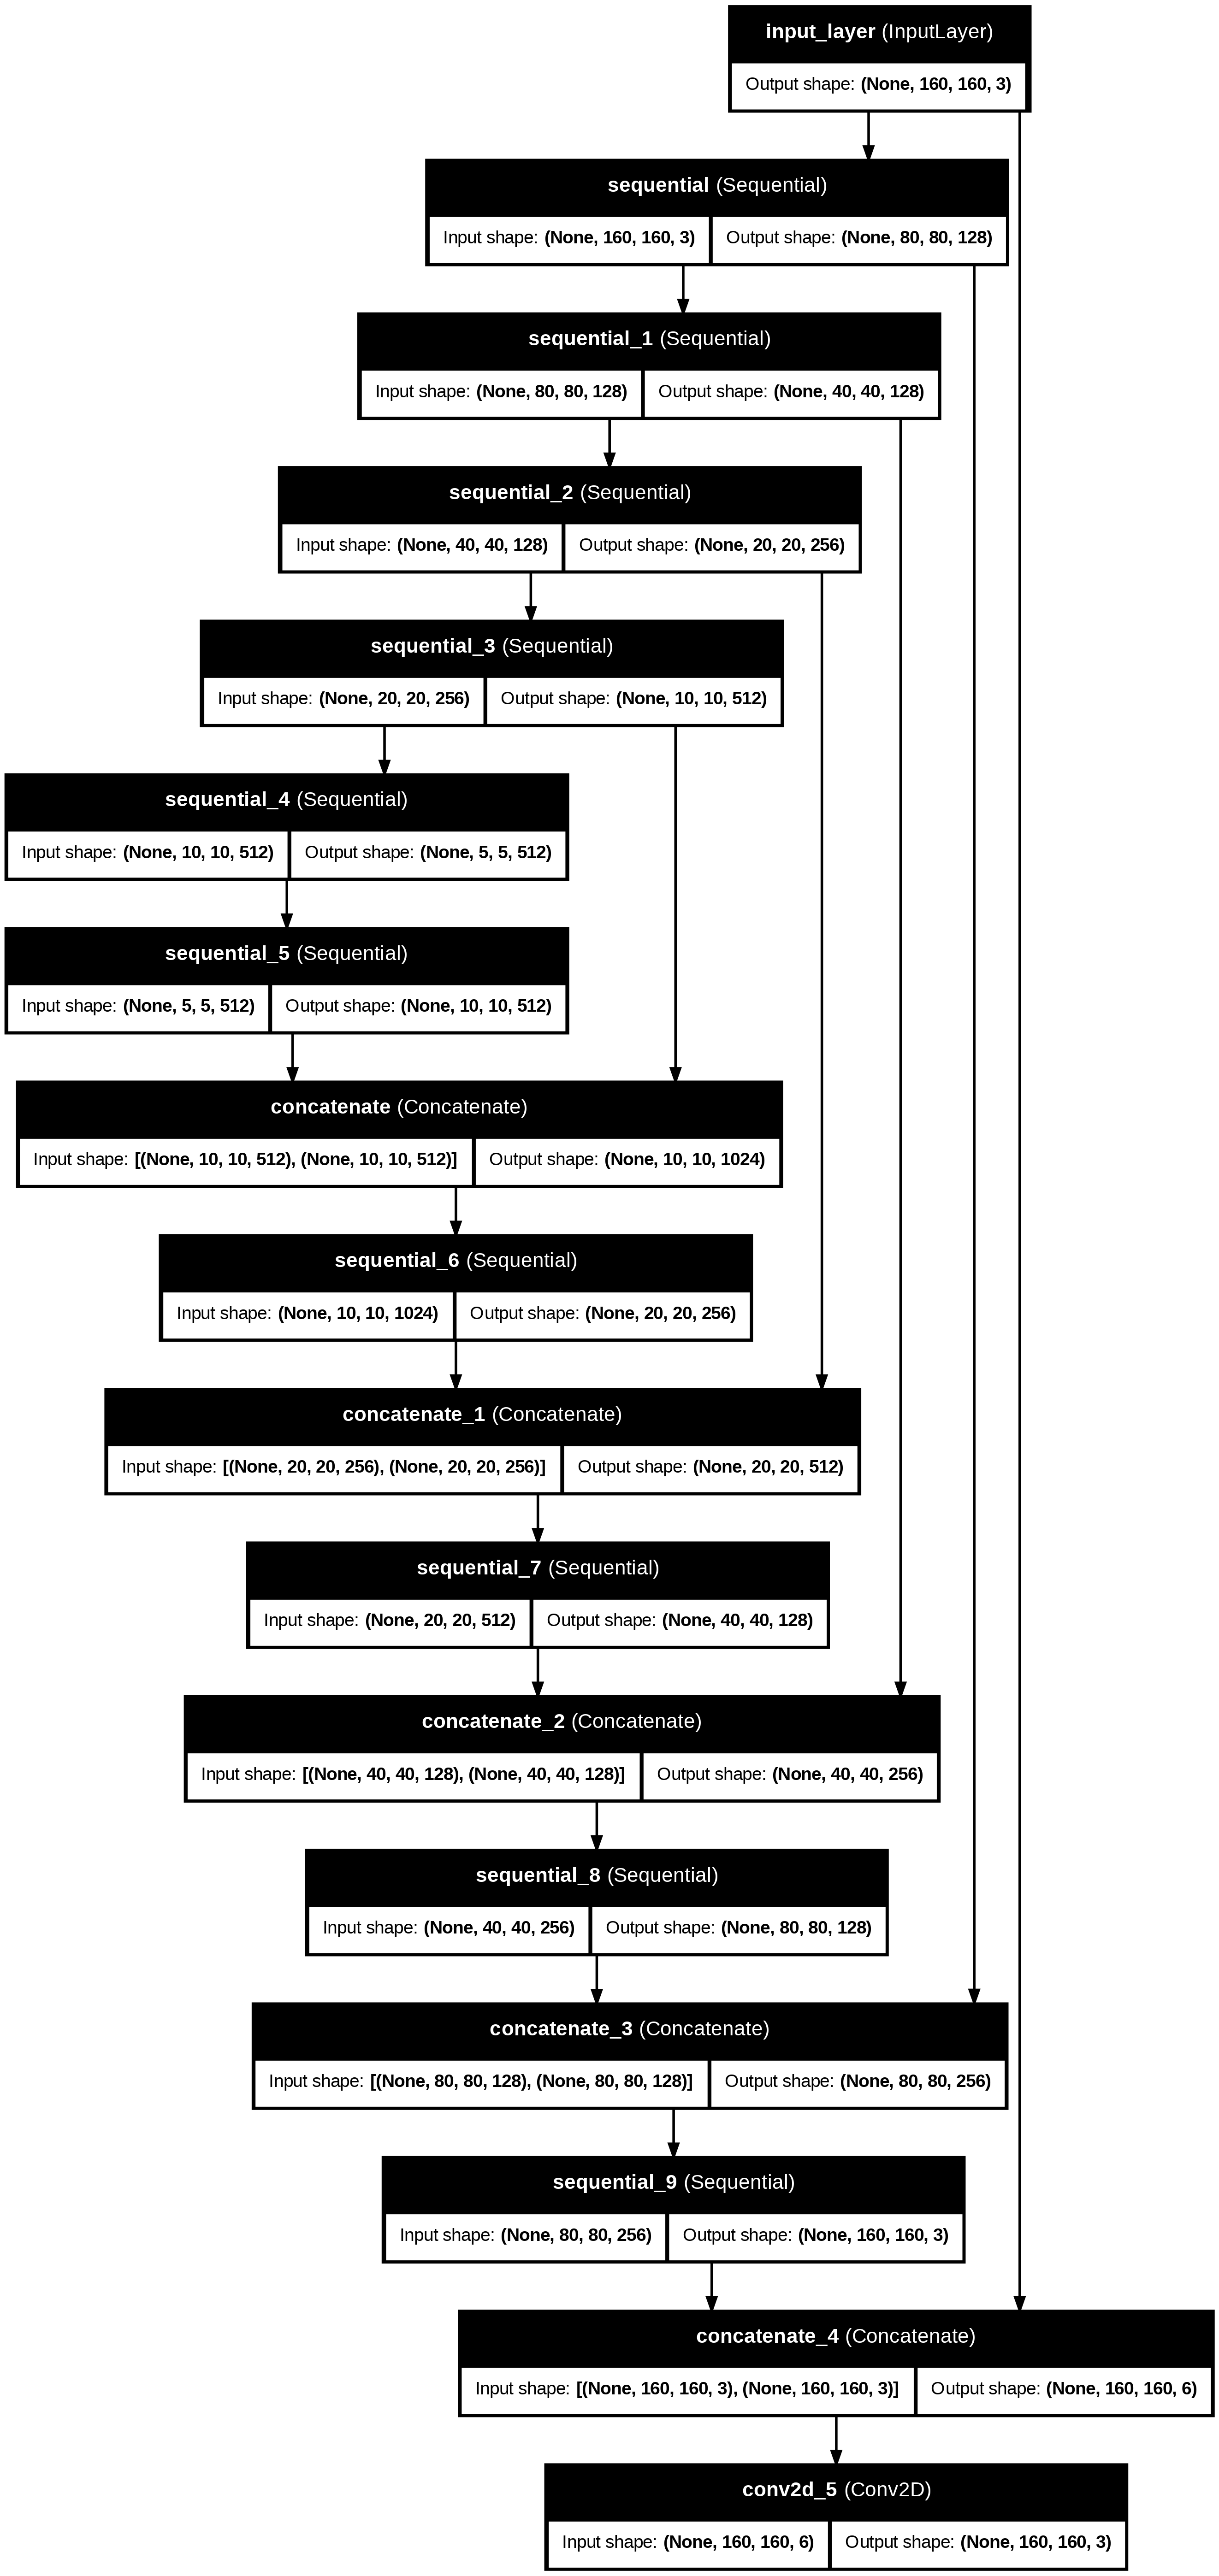 input_layer (InputLayer)
Output shape: (None, 160, 160, 3)
sequential (Sequential)
Input shape: (None, 160, 160, 3) Output shape: (None, 80, 80, 128)
sequential_1 (Sequential)
Input shape: (None, 80, 80, 128) Output shape: (None, 40, 40, 128)
sequential_2 (Sequential)
Input shape: (None, 40, 40, 128) Output shape: (None, 20, 20, 256)
sequential_3 (Sequential)
Input shape: (None, 20, 20, 256) Output shape: (None, 10, 10, 512)
sequential_4 (Sequential)
Input shape: (None, 10, 10, 512) Output shape: (None, 5, 5, 512)
sequential_5 (Sequential)
Input shape: (None, 5, 5, 512) Output shape: (None, 10, 10, 512)
concatenate (Concatenate)
Input shape: [(None, 10, 10, 512), (None, 10, 10, 512)] Output shape: (None, 10, 10, 1024)
sequential_6 (Sequential)
Input shape: (None, 10, 10, 1024) Output shape: (None, 20, 20, 256)
concatenate_1 (Concatenate)
Input shape: [(None, 20, 20, 256), (None, 20, 20, 256)] Output shape: (None, 20, 20, 512)
sequential_7 (Sequential)
Input shape: (None, 20, 20, 512) Output shape: (None, 40, 40, 128)
concatenate_2 (Concatenate)
Input shape: [(None, 40, 40, 128), (None, 40, 40, 128)] Output shape: (None, 40, 40, 256)
sequential_8 (Sequential)
Input shape: (None, 40, 40, 256) Output shape: (None, 80, 80, 128)
concatenate_3 (Concatenate)
Input shape: [(None, 80, 80, 128), (None, 80, 80, 128)] Output shape: (None, 80, 80, 256)
sequential_9 (Sequential)
Input shape: (None, 80, 80, 256) Output shape: (None, 160, 160, 3)
concatenate_4 (Concatenate)
Input shape: [(None, 160, 160, 3), (None, 160, 160, 3)] Output shape: (None, 160, 160, 6)
conv2d_5 (Conv2D)
Input shape: (None, 160, 160, 6) Output shape: (None, 160, 160, 3)